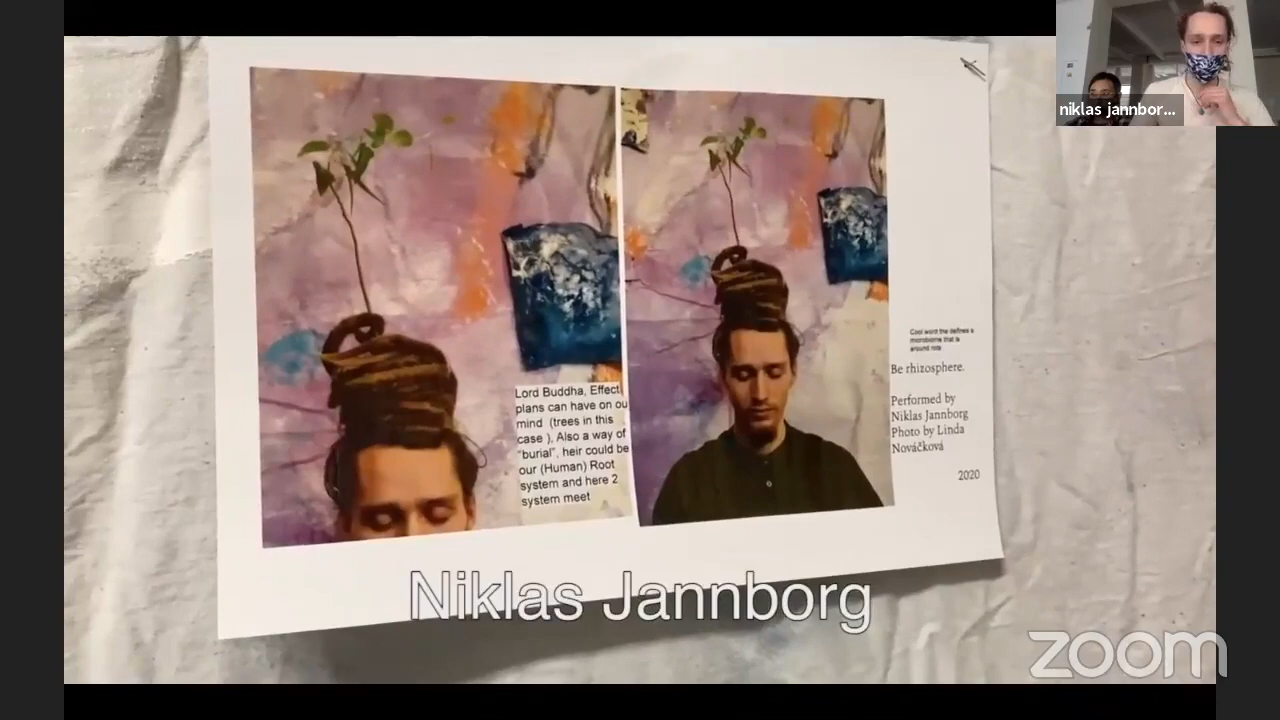 niklas jannbor...
Lord Buddha, Effect
plans can have on ou
mind (trees in this
case ), Also a way of
"burial", heir could be
our (Human) Root
system and here 2
system meet
Cool word the defines a
microbiome that is
around rots
Be rhizosphere.
Performed by
Niklas Jannborg
Photo by Linda
Nováčková
2020
Niklas Jannborg
zoom